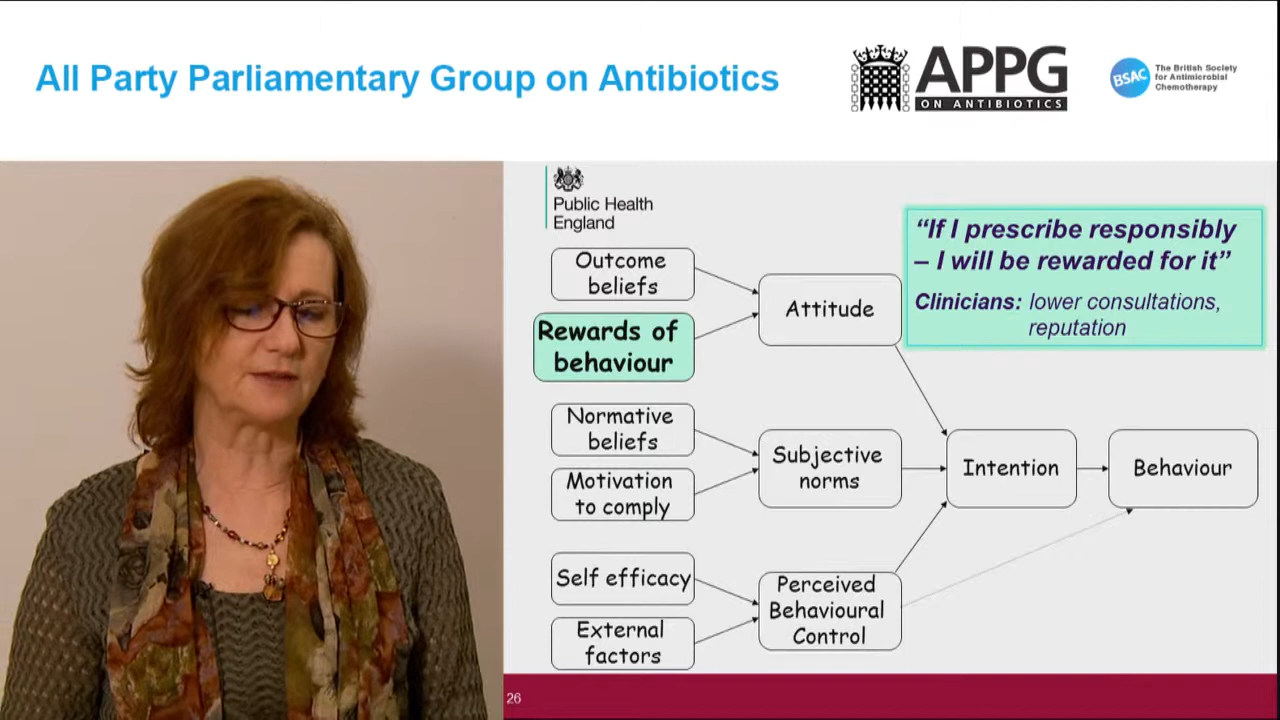 All Party Parliamentary Group on Antibiotics
APPG
ON ANTIBIOTICS
BSAC
The British Society
for Antimicrobial
Chemotherapy
Public Health
England
Outcome
beliefs
Rewards of
behaviour
Normative
beliefs
Motivation
to comply
Self efficacy
External
factors
Attitude
Subjective
norms
Perceived
Behavioural
Control
Intention
Behaviour
“If I prescribe responsibly
– I will be rewarded for it”
Clinicians: lower consultations,
reputation
26